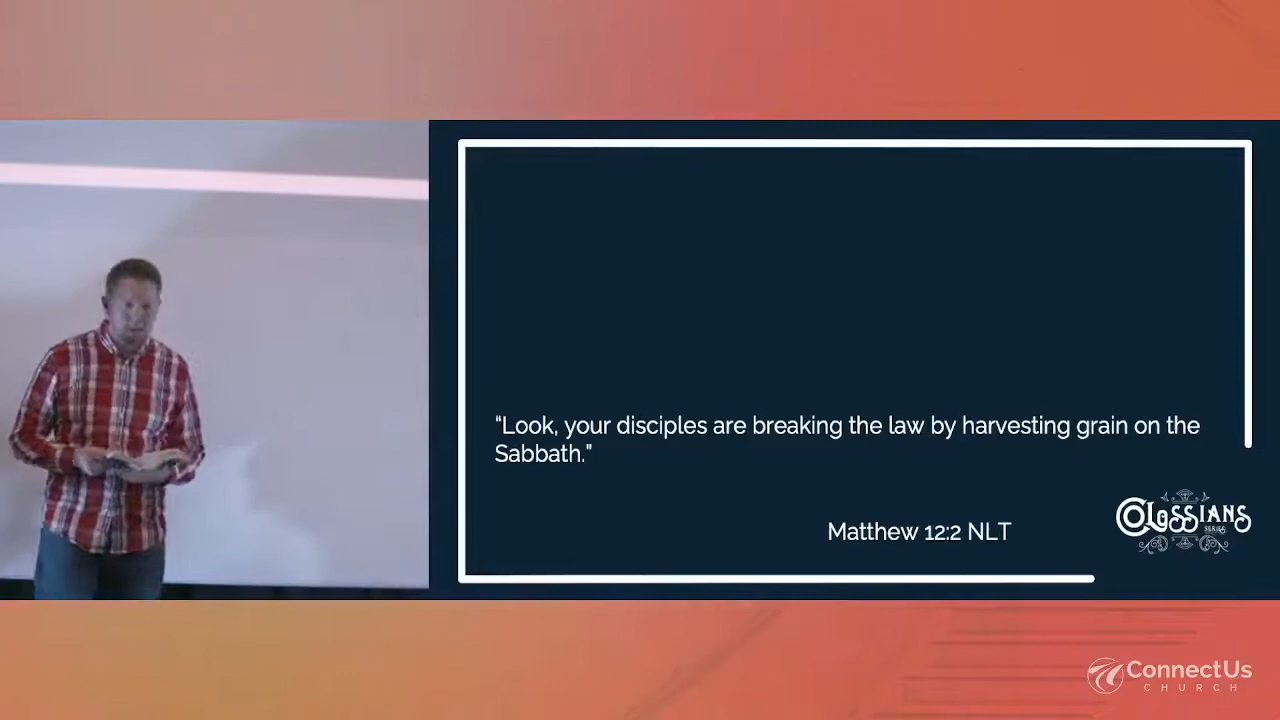 “Look, your disciples are breaking the law by harvesting grain on the
Sabbath.”
Matthew 12:2 NLT
COLOSSIANS
SERIES
ConnectUs
CHURCH